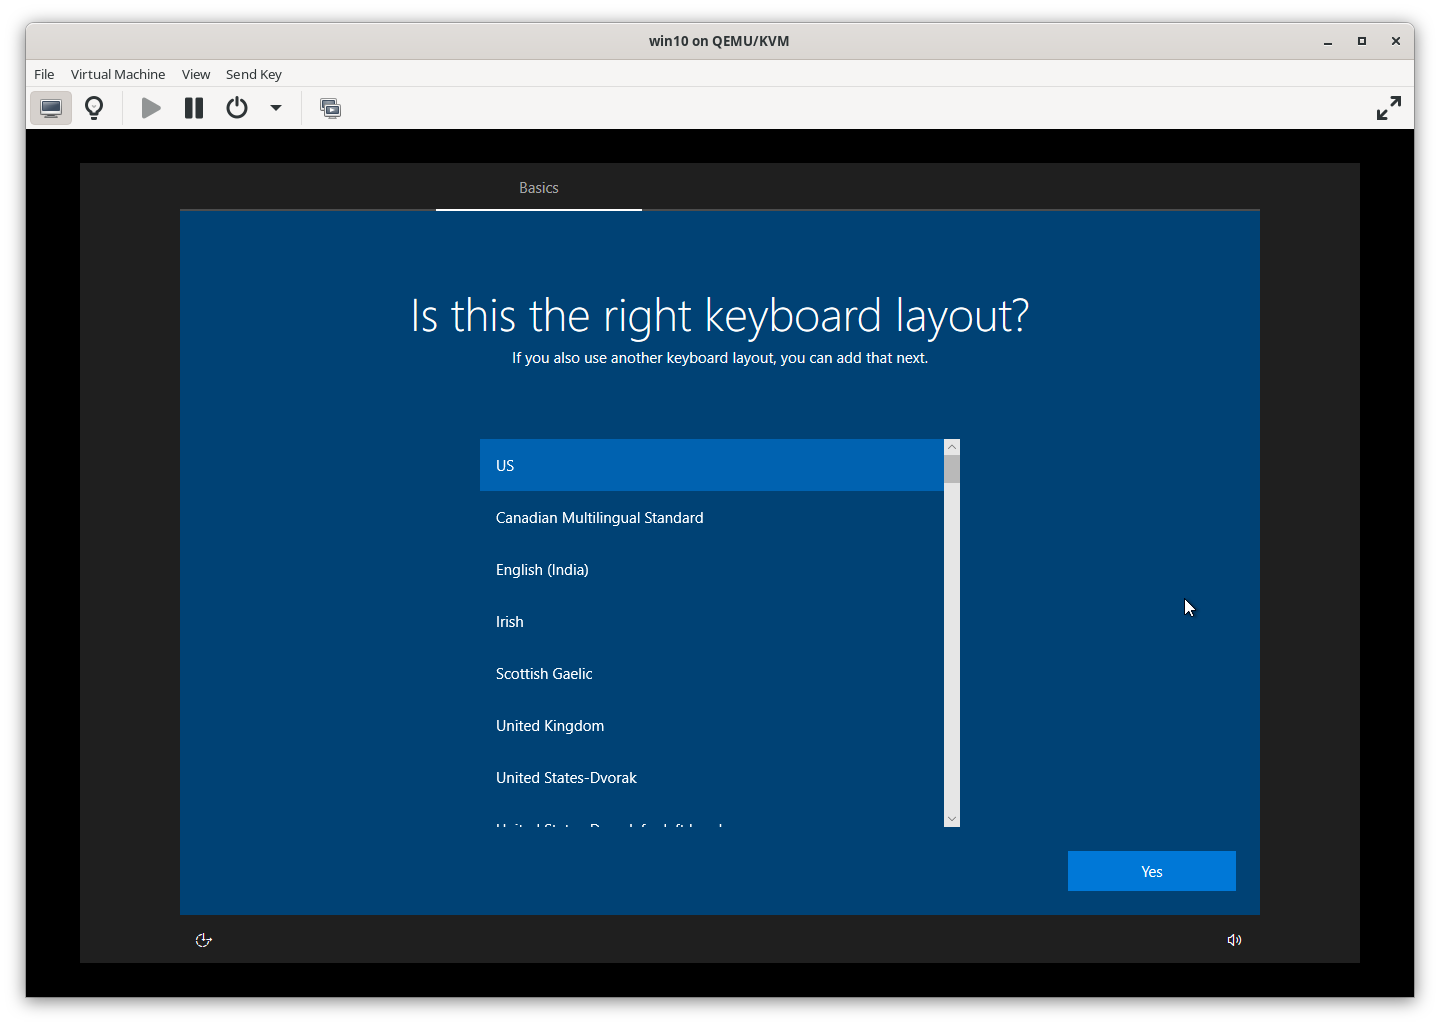 win10 on QEMU/KVM
File Virtual Machine View Send Key
Basics
Is this the right keyboard layout?
If you also use another keyboard layout, you can add that next.
US
Canadian Multilingual Standard
English (India)
Irish
Scottish Gaelic
United Kingdom
United States-Dvorak
Yes